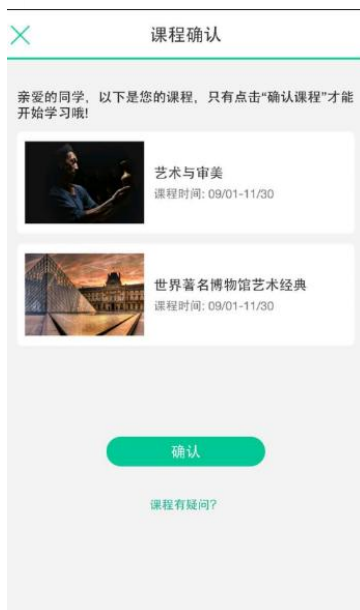 课程确认
亲爱的同学，以下是您的课程，只有点击“确认课程”才能
开始学习哦!
艺术与审美
课程时间: 09/01-11/30
世界著名博物馆艺术经典
课程时间: 09/01-11/30
确认
课程有疑问?